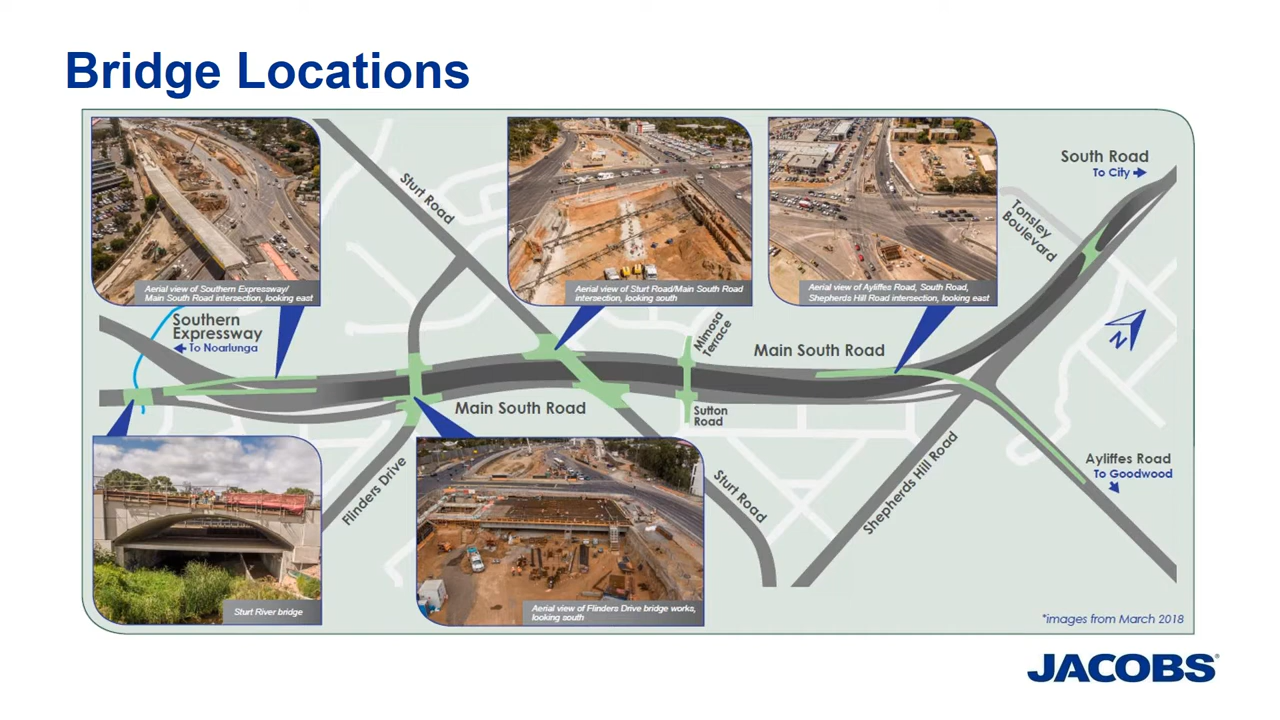 Bridge Locations
Aerial view of Southern Expressway/
Main South Road intersection, looking east
Sturt Road
Aerial view of Sturt Road/Main South Road
intersection, looking south
Aerial view of Ayliffes Road, South Road,
Shepherds Hill Road intersection, looking east
South Road
To City
Tonsley
Boulevard
Southern
Expressway
To Noarlunga
Mimosa
Terrace
Main South Road
N
Main South Road
Sutton
Road
Flinders Drive
Sturt Road
Shepherds Hill Road
Ayliffes Road
To Goodwood
Sturt River bridge
Aerial view of Flinders Drive bridge works,
looking south
*images from March 2018
JACOBS®